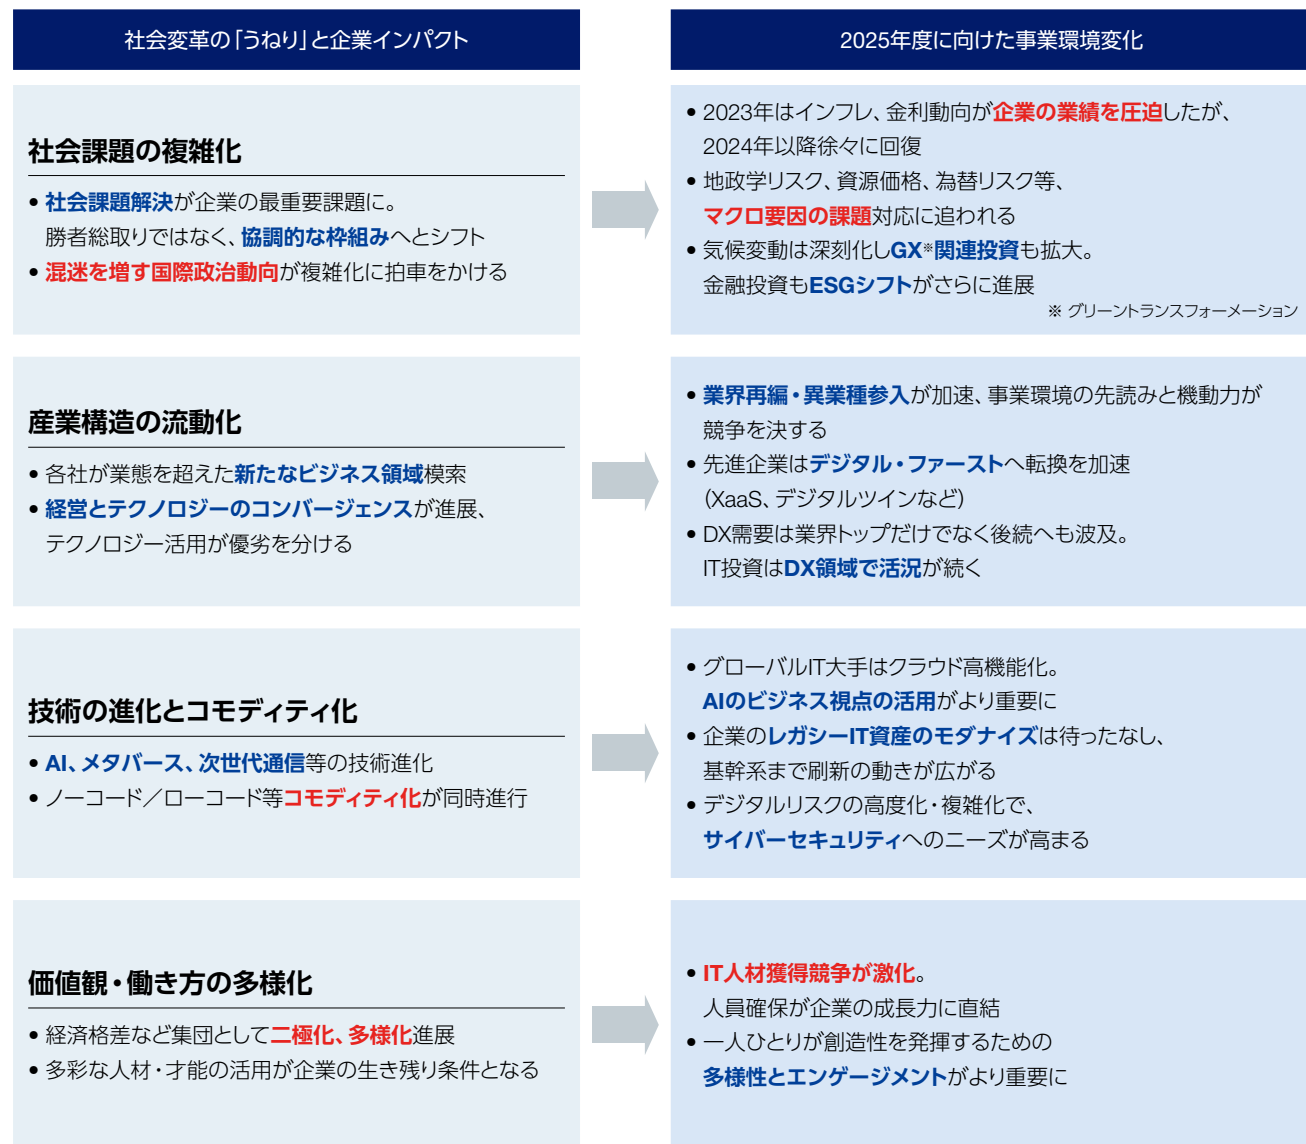 社会変革の「うねり」と企業インパクト
2025年度に向けた事業環境変化
社会課題の複雑化
• 社会課題解決が企業の最重要課題に。
勝者総取りではなく、協調的な枠組みへとシフト
• 混迷を増す国際政治動向が複雑化に拍車をかける
• 2023年はインフレ、金利動向が企業の業績を圧迫したが、
2024年以降徐々に回復
• 地政学リスク、資源価格、為替リスク等、
マクロ要因の課題対応に追われる
• 気候変動は深刻化しGX※関連投資も拡大。
金融投資もESGシフトがさらに進展
※ グリーントランスフォーメーション
産業構造の流動化
• 各社が業態を超えた新たなビジネス領域模索
• 経営とテクノロジーのコンバージェンスが進展、
テクノロジー活用が優劣を分ける
• 業界再編・異業種参入が加速、事業環境の先読みと機動力が
競争を決する
• 先進企業はデジタル・ファーストへ転換を加速
（XaaS、デジタルツインなど）
• DX需要は業界トップだけでなく後続へも波及。
IT投資はDX領域で活況が続く
技術の進化とコモディティ化
• AI、メタバース、次世代通信等の技術進化
• ノーコード／ローコード等コモディティ化が同時進行
• グローバルIT大手はクラウド高機能化。
AIのビジネス視点の活用がより重要に
• 企業のレガシーIT資産のモダナイズは待ったなし、
基幹系まで刷新の動きが広がる
• デジタルリスクの高度化・複雑化で、
サイバーセキュリティへのニーズが高まる
価値観・働き方の多様化
• 経済格差など集団として二極化、多様化進展
• 多彩な人材・才能の活用が企業の生き残り条件となる
• IT人材獲得競争が激化。
人員確保が企業の成長力に直結
• 一人ひとりが創造性を発揮するための
多様性とエンゲージメントがより重要に